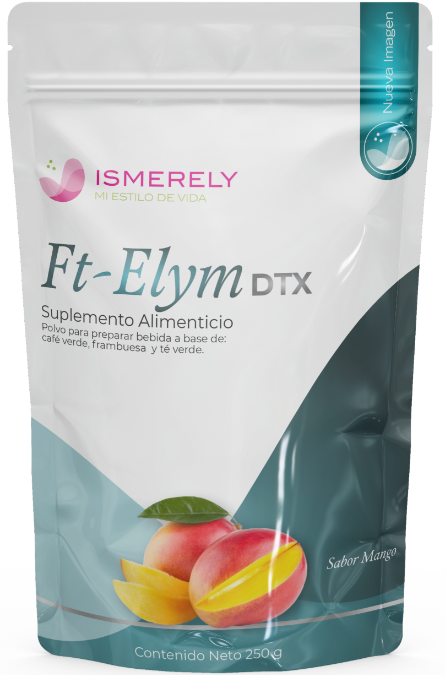 Nueva Imagen
ISMERELY
MI ESTILO DE VIDA
Ft-Elym DTX
Suplemento Alimenticio
Polvo para preparar bebida a base de:
café verde, frambuesa y té verde.
Sabor Mango
Contenido Neto 250 g